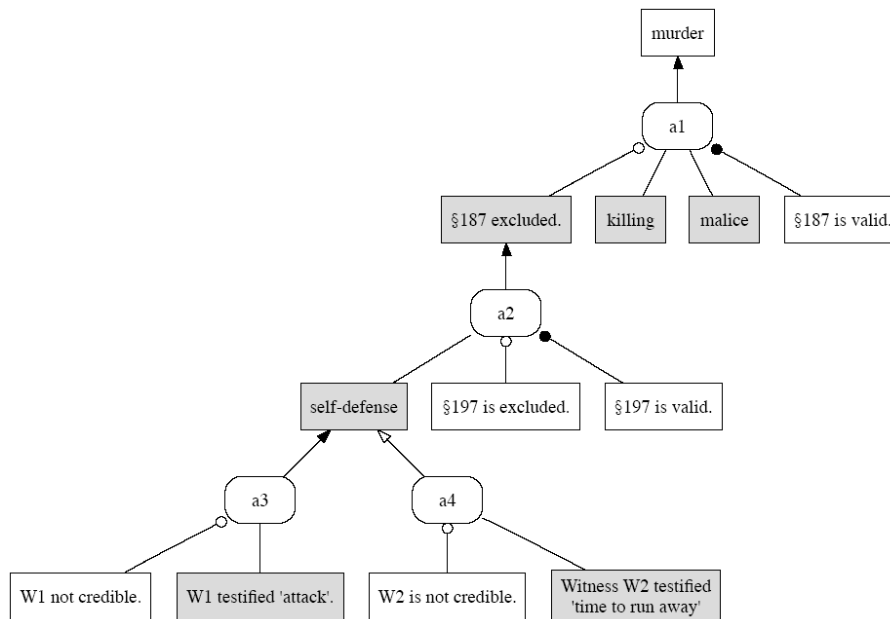 murder
a1
§187 excluded.
killing
malice
§187 is valid.
a2
self-defense
§197 is excluded.
§197 is valid.
a3
a4
W1 not credible.
W1 testified 'attack'.
W2 is not credible.
Witness W2 testified
'time to run away'